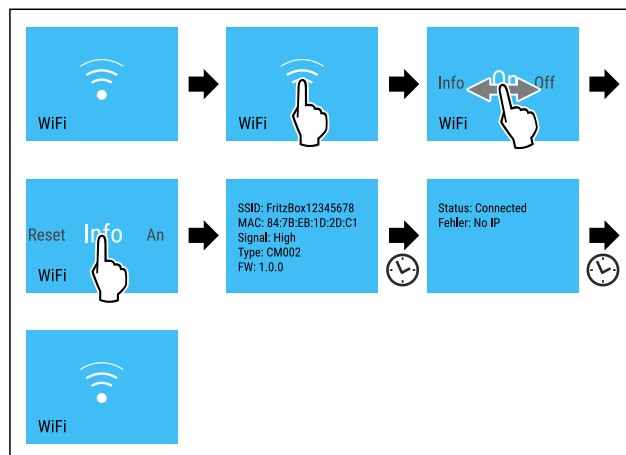 WiFi
WiFi
Info On Off
WiFi
Reset Info An
WiFi
SSID: FritzBox12345678
MAC: 84:7B:EB:1D:2D:C1
Signal: High
Type: CM002
FW: 1.0.0
Status: Connected
Fehler: No IP
WiFi